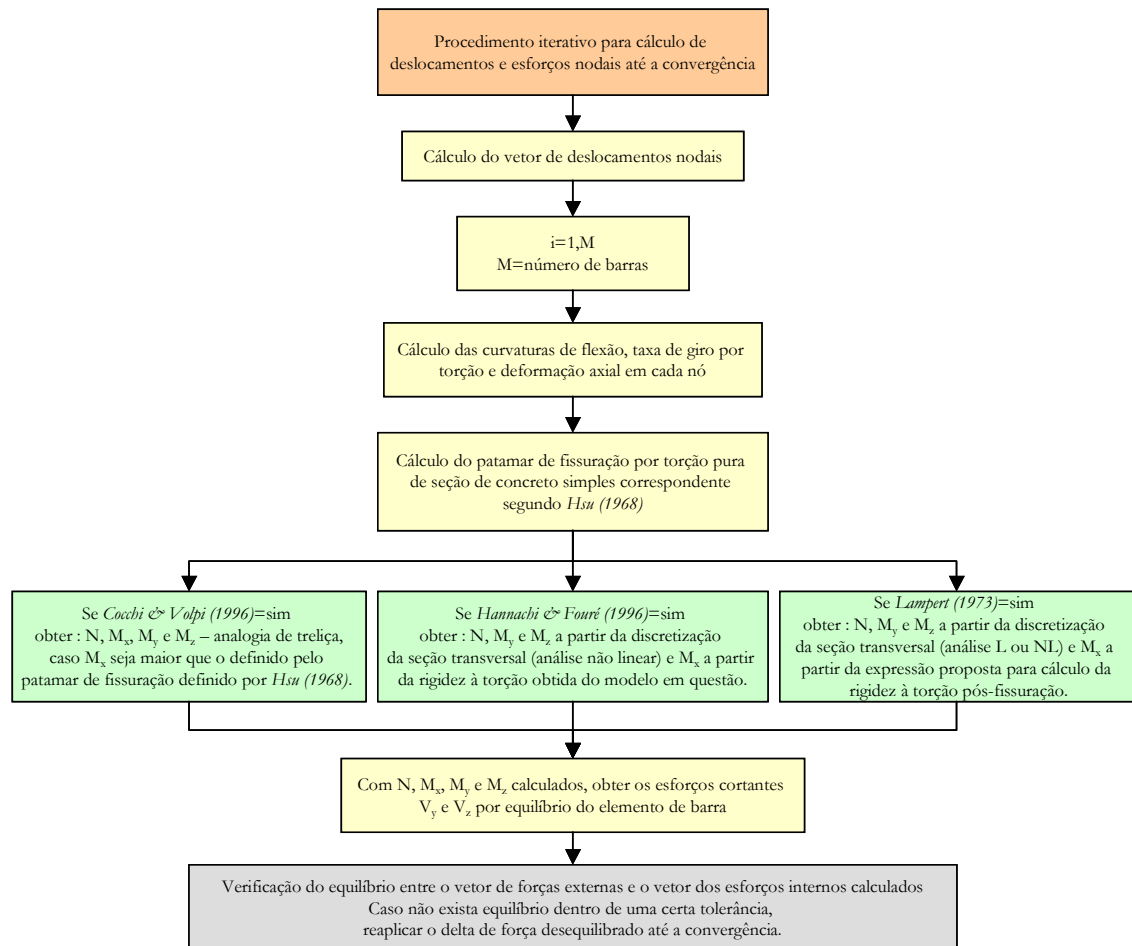 Procedimento iterativo para cálculo de
deslocamentos e esforços nodais até a convergência
Cálculo do vetor de deslocamentos nodais
i=1,M
M=número de barras
Cálculo das curvaturas de flexão, taxa de giro por
torção e deformação axial em cada nó
Cálculo do patamar de fissuração por torção pura
de seção de concreto simples correspondente
segundo Hsu (1968)
Se Cocchi & Volpi (1996)=sim
obter : N, Mx, My e Mz – analogia de treliça,
caso Mx seja maior que o definido pelo
patamar de fissuração definido por Hsu (1968).
Se Hannachi & Fouré (1996)=sim
obter : N, My e Mz a partir da discretização
da seção transversal (análise não linear) e Mx a partir
da rigidez à torção obtida do modelo em questão.
Se Lampert (1973)=sim
obter : N, My e Mz a partir da discretização
da seção transversal (análise L ou NL) e Mx a
partir da expressão proposta para cálculo da
rigidez à torção pós-fissuração.
Com N, Mx, My e Mz calculados, obter os esforços cortantes
Vy e Vz por equilíbrio do elemento de barra
Verificação do equilíbrio entre o vetor de forças externas e o vetor dos esforços internos calculados
Caso não exista equilíbrio dentro de uma certa tolerância,
reaplicar o delta de força desequilibrado até a convergência.